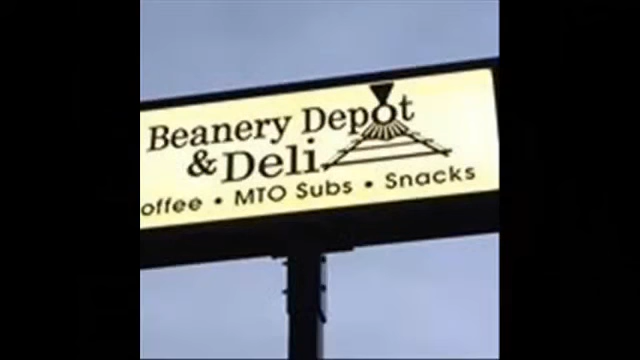 Beanery Depot
& Deli
offee • MTO Subs • Snacks